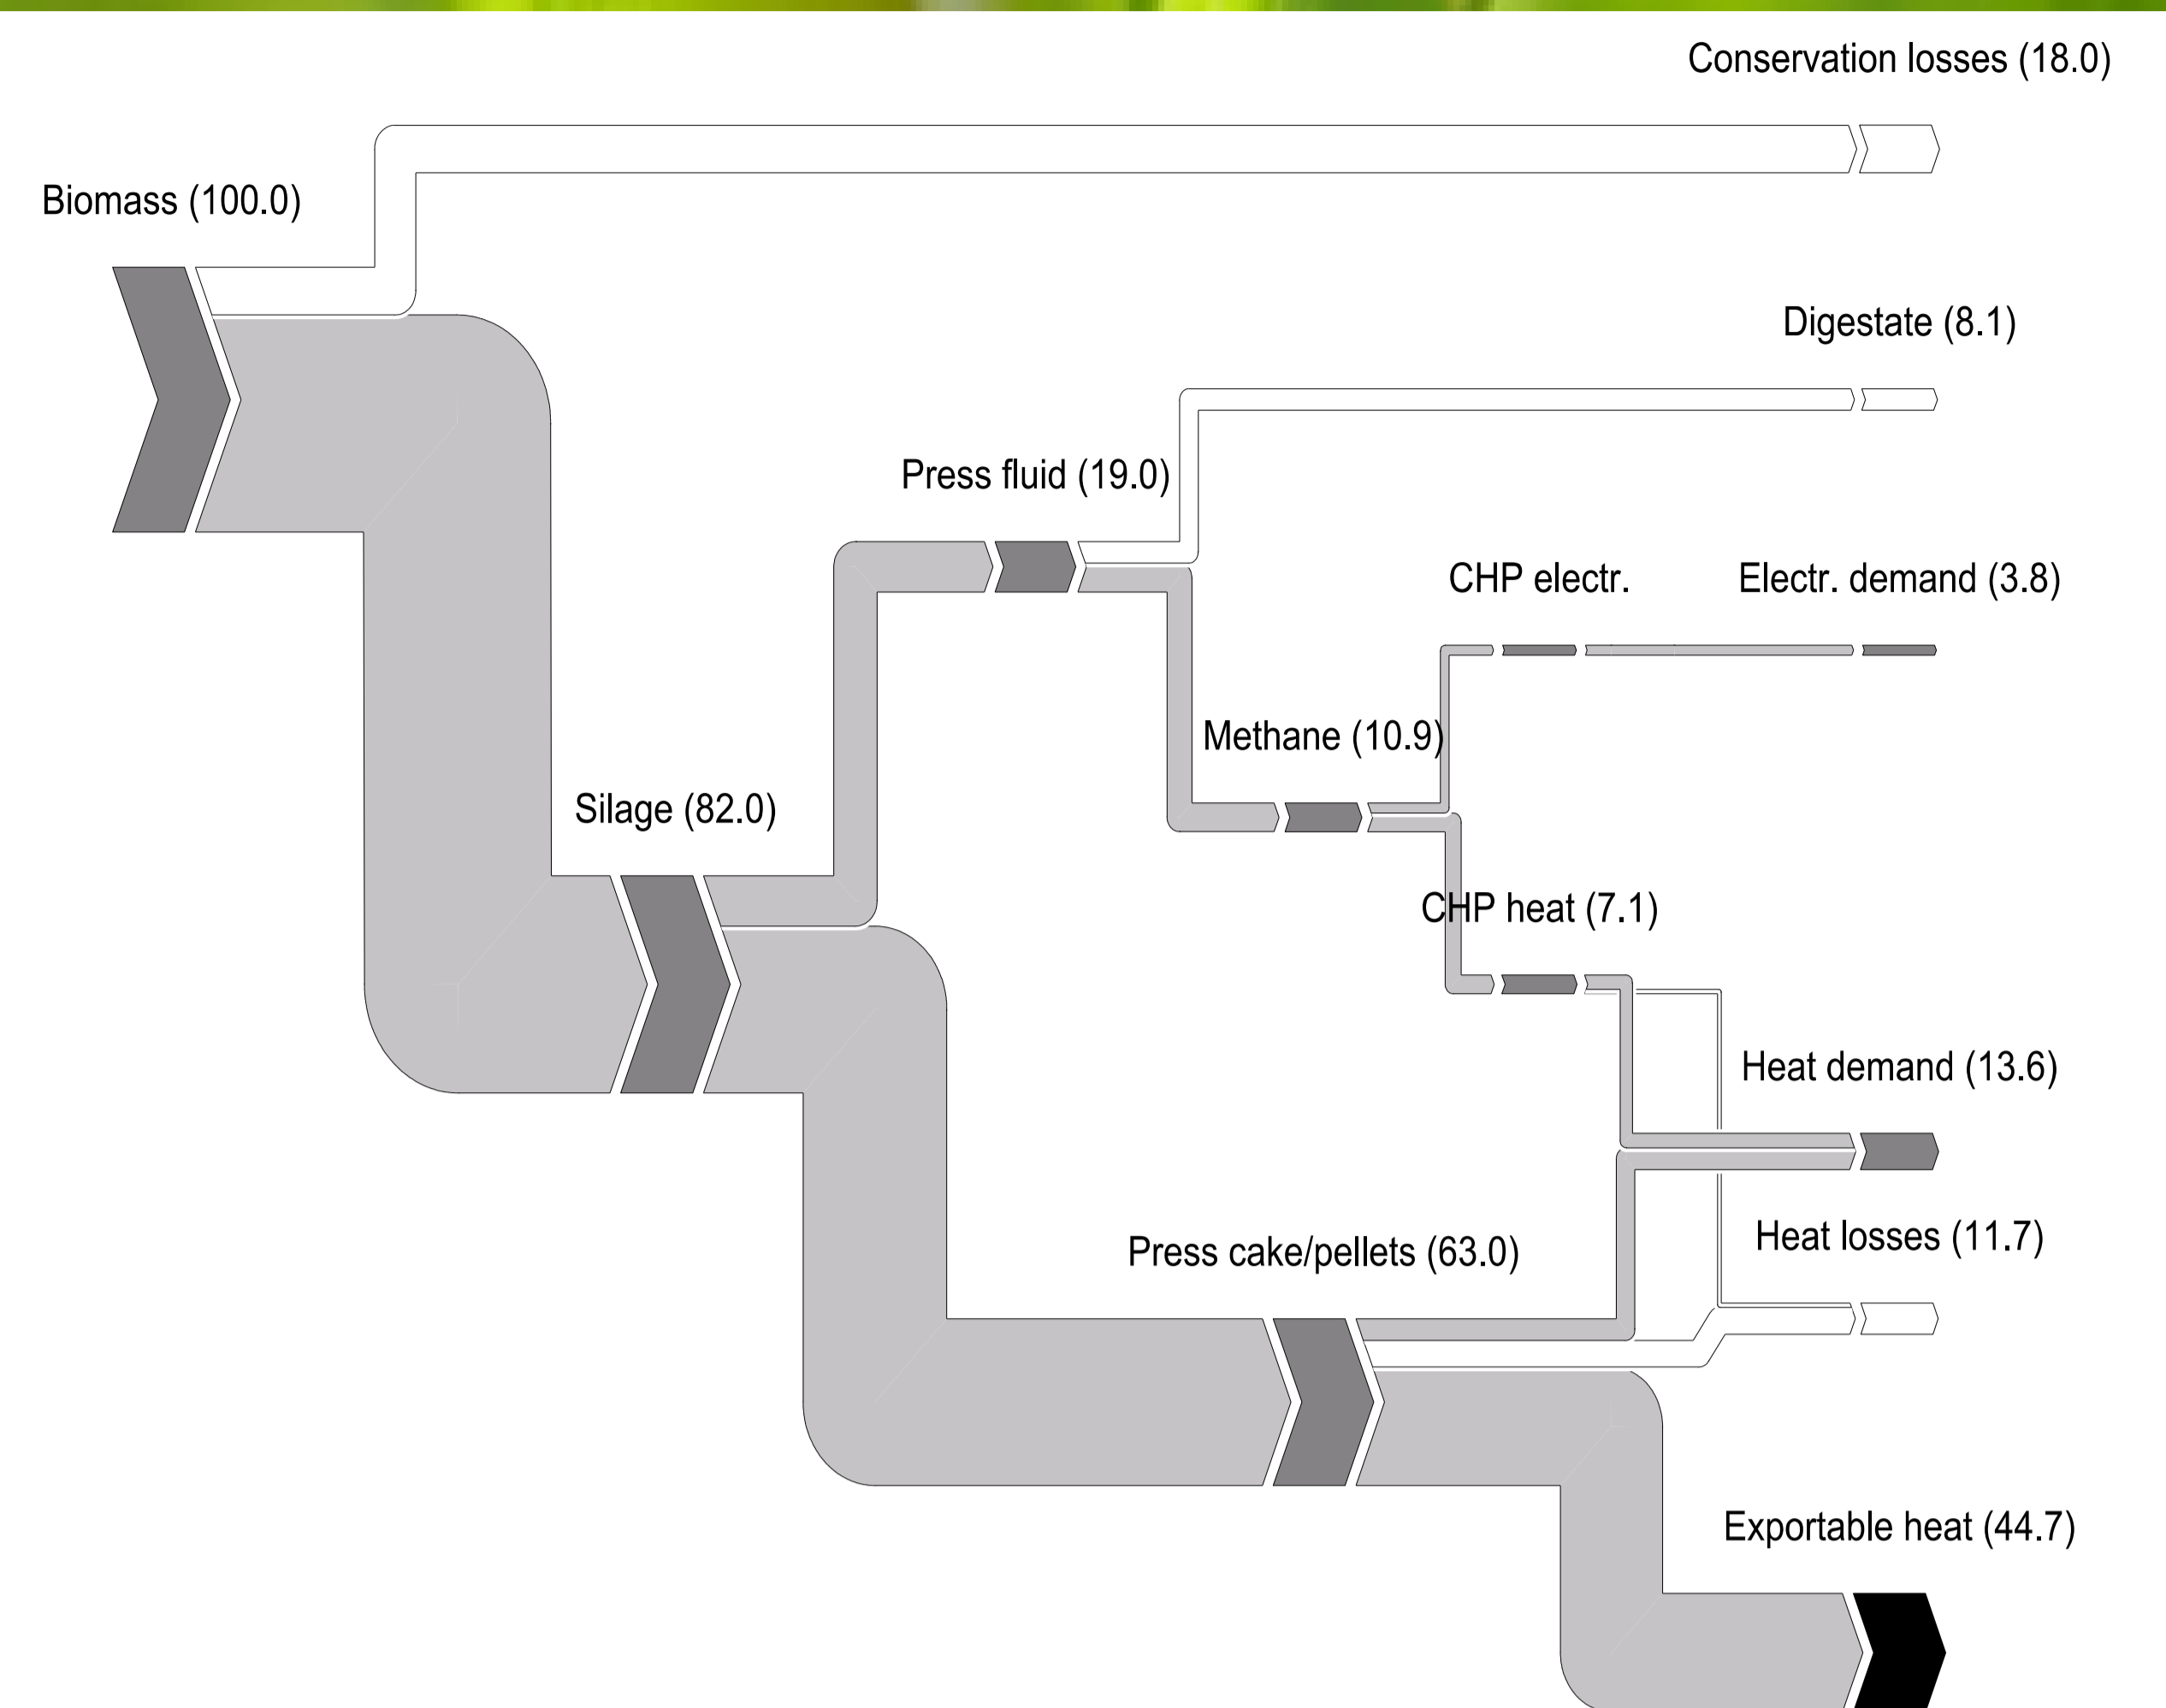 Conservation losses (18.0)
Biomass (100.0)
Digestate (8.1)
Press fluid (19.0)
CHP electr.
Electr. demand (3.8)
Methane (10.9)
Silage (82.0)
CHP heat (7.1)
Heat demand (13.6)
Heat losses (11.7)
Press cake/pellets (63.0)
Exportable heat (44.7)